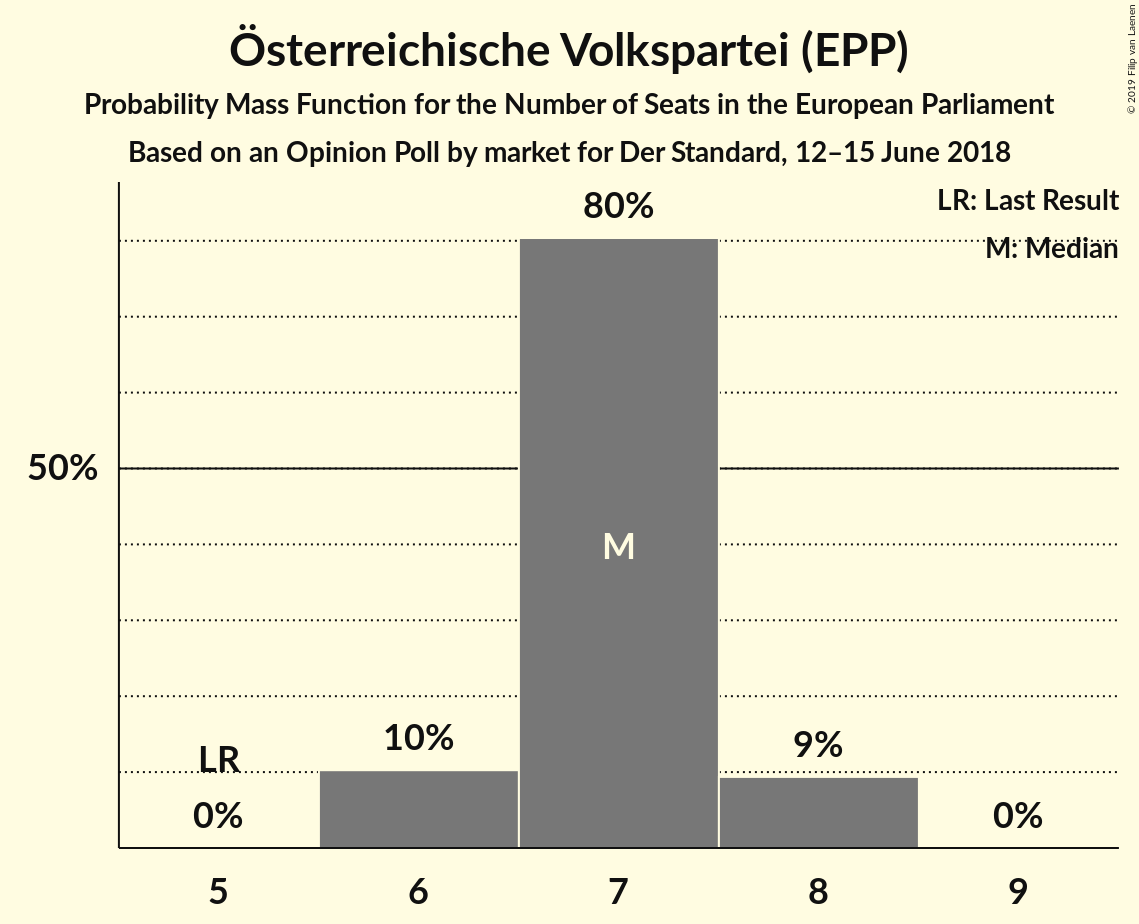 Österreichische Volkspartei (EPP)
Probability Mass Function for the Number of Seats in the European Parliament
Based on an Opinion Poll by market for Der Standard, 12–15 June 2018
© 2019 Filip van Laenen
LR: Last Result
M: Median
80%
50%
M
LR
10%
9%
0%
0%
5 6 7 8 9